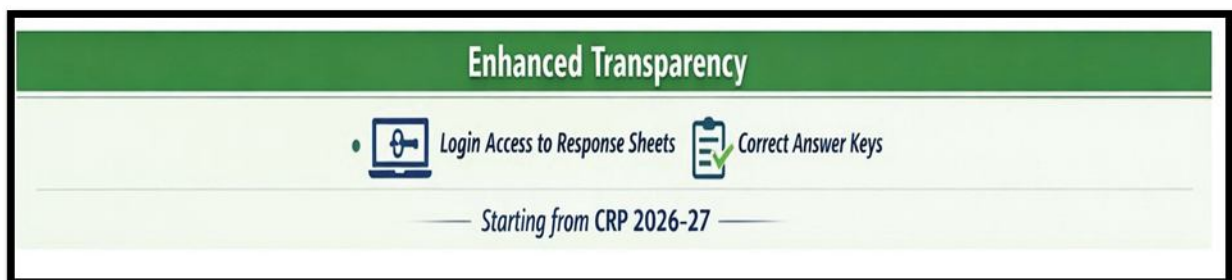 Enhanced Transparency
• Login Access to Response Sheets Correct Answer Keys
Starting from CRP 2026-27